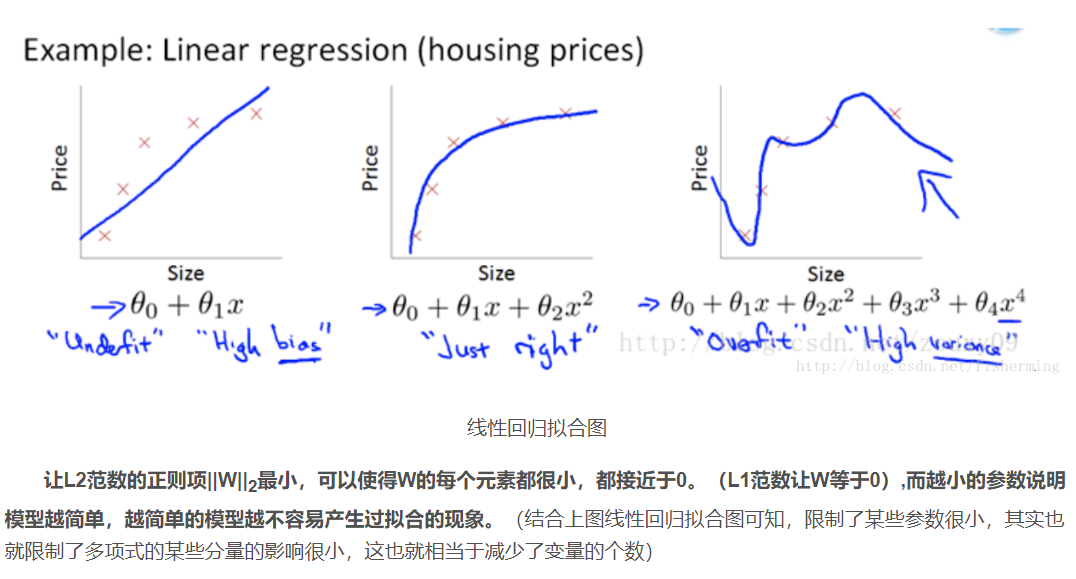 Example: Linear regression (housing prices)
Price
Price
Price
Size
Size
Size
→θ₀ + θ₁x
→θ₀ + θ₁x + θ₂x²
→ θ₀ + θ₁x + θ₂x² + θ₃x³ + θ₄x⁴
"Underfit" "High bias"
"Just right"
"Overfit" "High variance"
http://blog.csdn.net/
http://blog.csdn.net/fisherming
线性回归拟合图
让L2范数的正则项||W||₂最小，可以使得W的每个元素都很小，都接近于0。（L1范数让W等于0）,而越小的参数说明
模型越简单，越简单的模型越不容易产生过拟合的现象。（结合上图线性回归拟合图可知，限制了某些参数很小，其实也
就限制了多项式的某些分量的影响很小，这也就相当于减少了变量的个数）